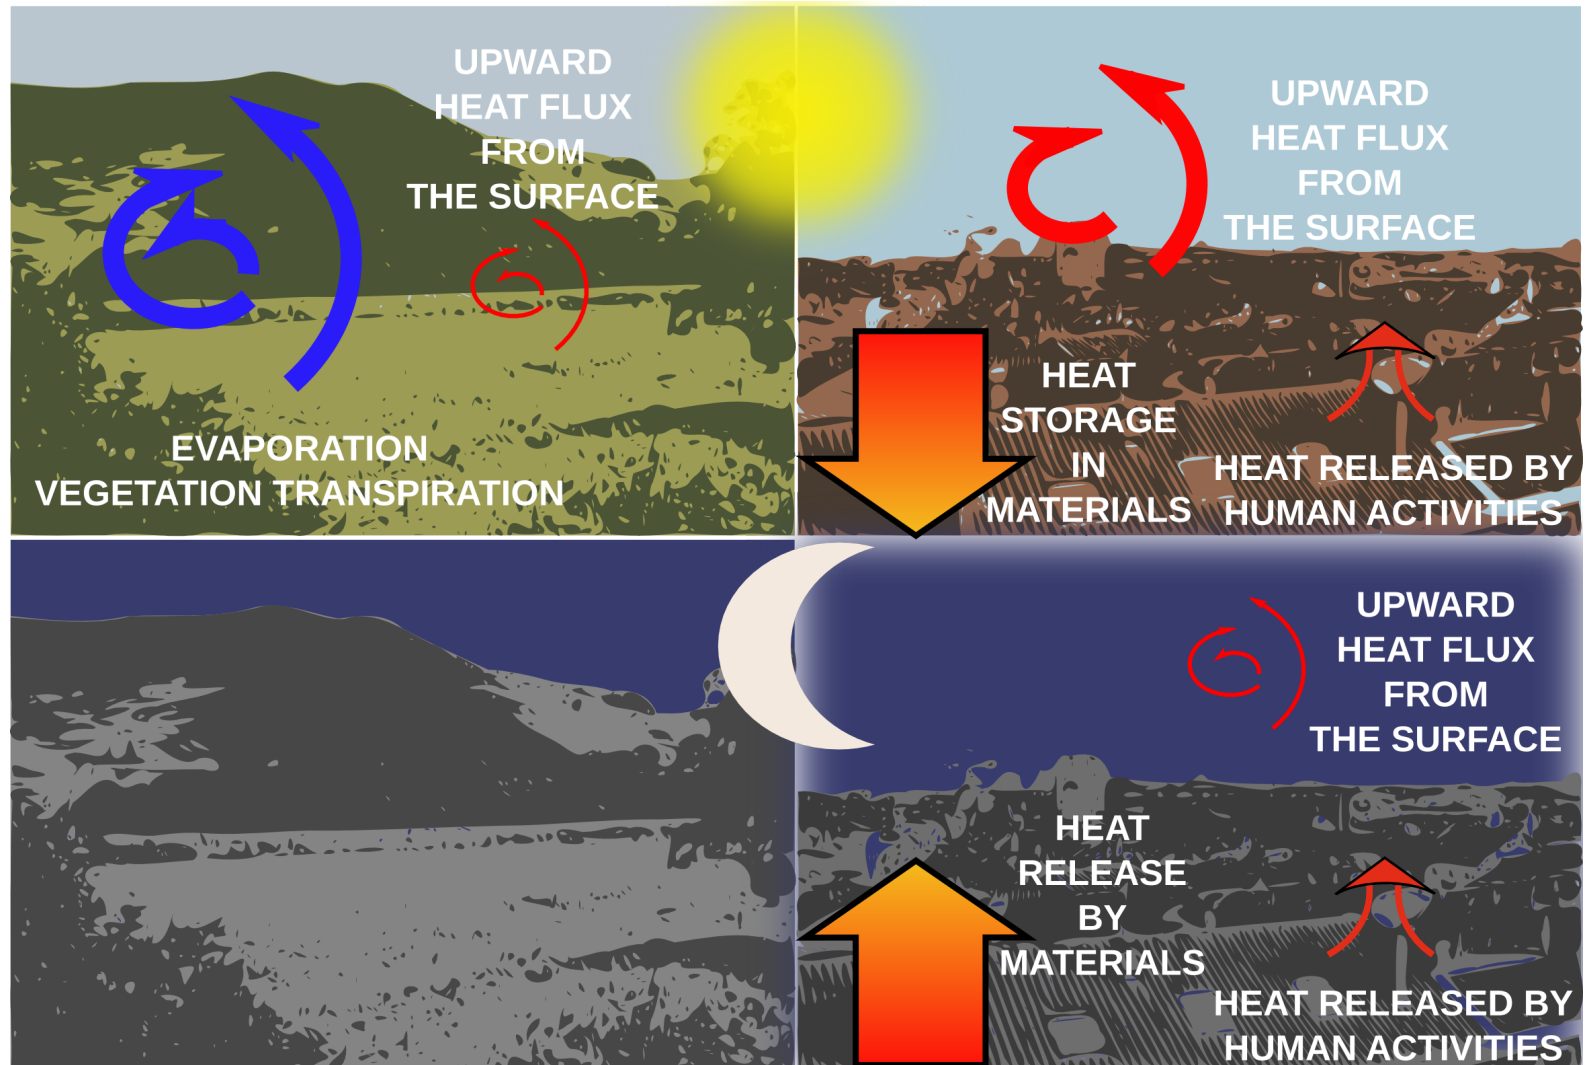 UPWARD
HEAT FLUX
FROM
THE SURFACE
EVAPORATION
VEGETATION TRANSPIRATION
UPWARD
HEAT FLUX
FROM
THE SURFACE
HEAT
STORAGE
IN
MATERIALS
HEAT RELEASED BY
HUMAN ACTIVITIES
UPWARD
HEAT FLUX
FROM
THE SURFACE
HEAT
RELEASE
BY
MATERIALS
HEAT RELEASED BY
HUMAN ACTIVITIES